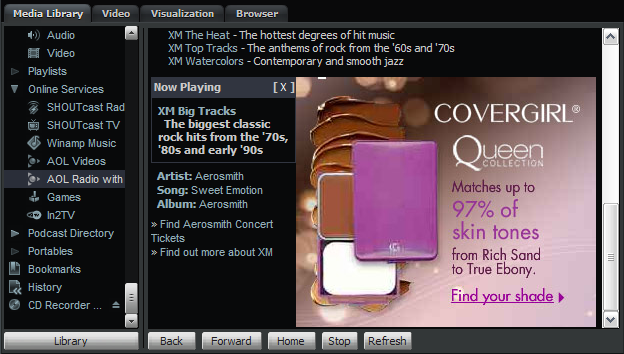 Media Library
Video
Visualization
Browser
Audio
Video
Playlists
Online Services
SHOUTcast Rad
SHOUTcast TV
Winamp Music
AOL Videos
AOL Radio with
Games
In2TV
Podcast Directory
Portables
Bookmarks
History
CD Recorder ...
Library
XM The Heat - The hottest degrees of hit music
XM Top Tracks - The anthems of rock from the '60s and '70s
XM Watercolors - Contemporary and smooth jazz
Now Playing [ X ]
XM Big Tracks
The biggest classic
rock hits from the '70s,
'80s and early '90s
Artist: Aerosmith
Song: Sweet Emotion
Album: Aerosmith
» Find Aerosmith Concert
Tickets
» Find out more about XM
COVERGIRL®
Queen
COLLECTION
Matches up to
97% of
skin tones
from Rich Sand
to True Ebony.
Find your shade
Back
Forward
Home
Stop
Refresh